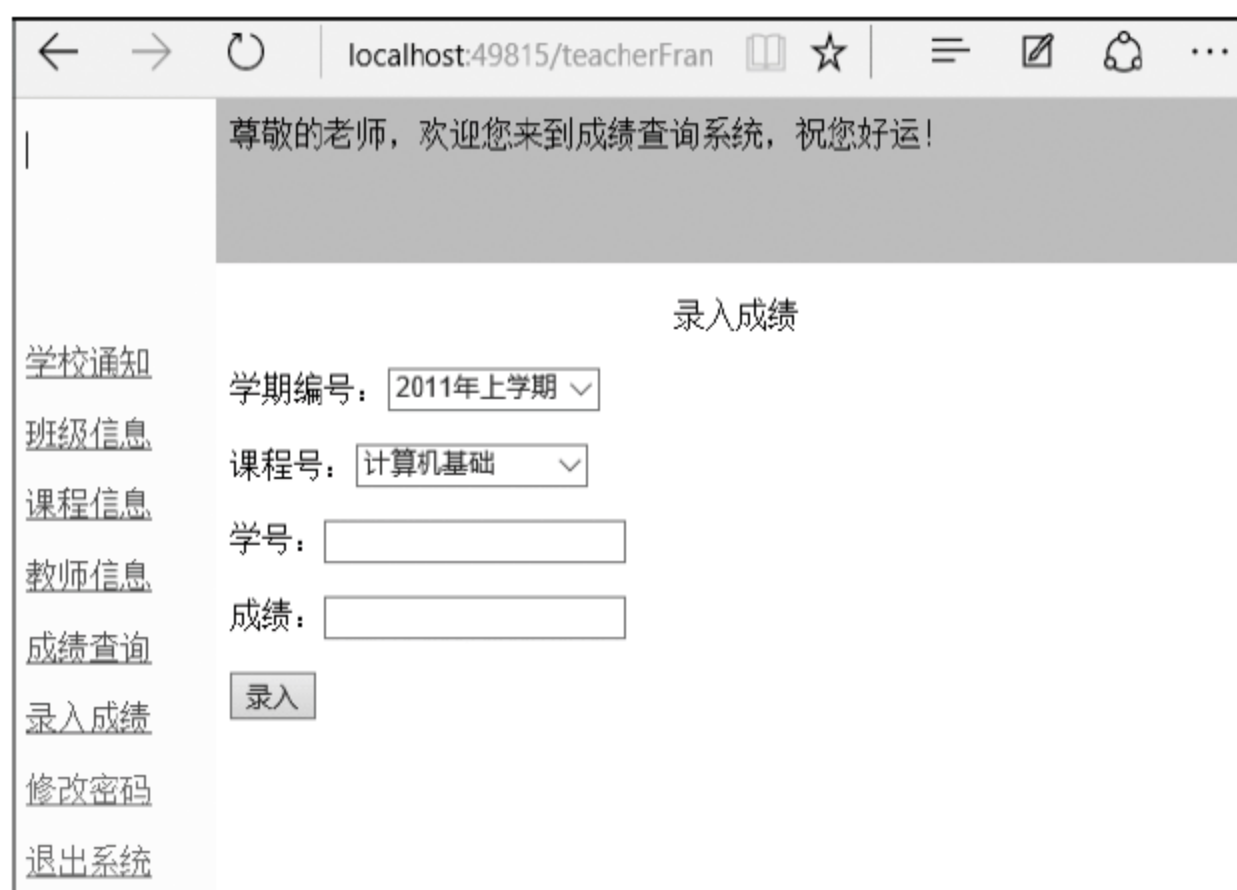 localhost:49815/teacherFran
尊敬的老师，欢迎您来到成绩查询系统，祝您好运！
学校通知
班级信息
课程信息
教师信息
成绩查询
录入成绩
修改密码
退出系统
录入成绩
学期编号：2011年上学期
课程号：计算机基础
学号：
成绩：
录入